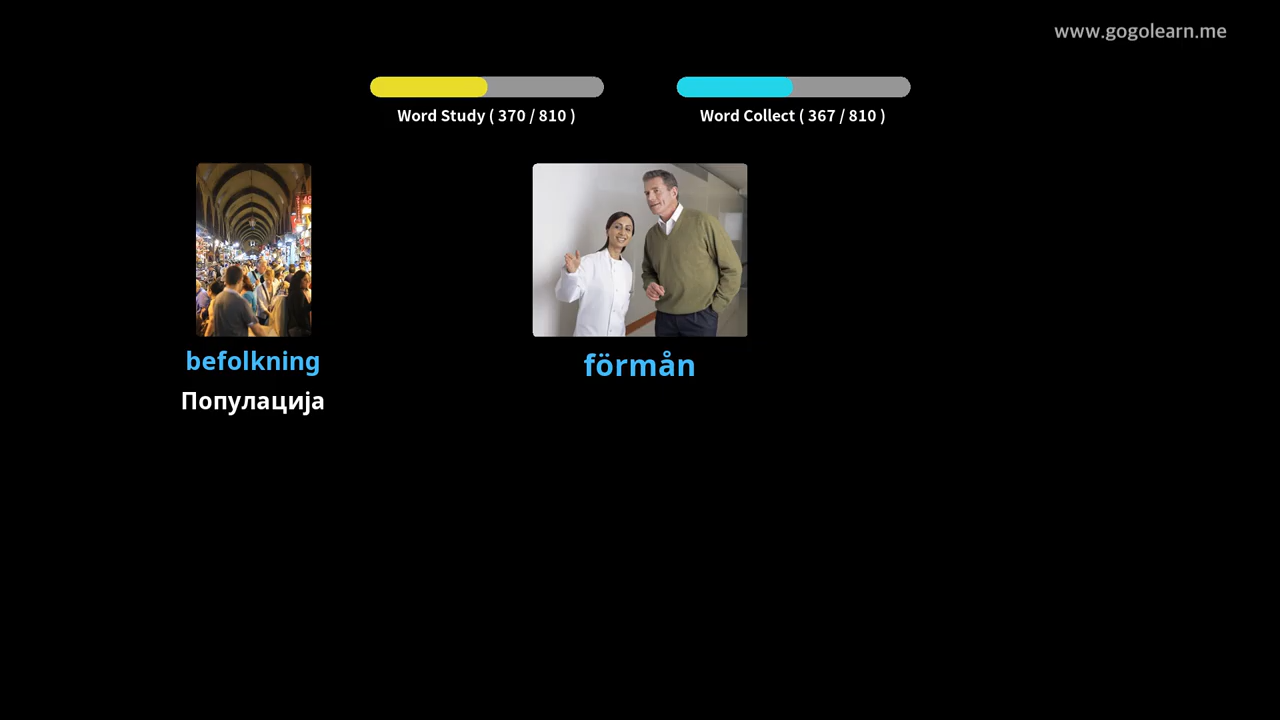 www.gogolearn.me
Word Study ( 370 / 810 )
Word Collect ( 367 / 810 )
befolkning
Популација
förmån